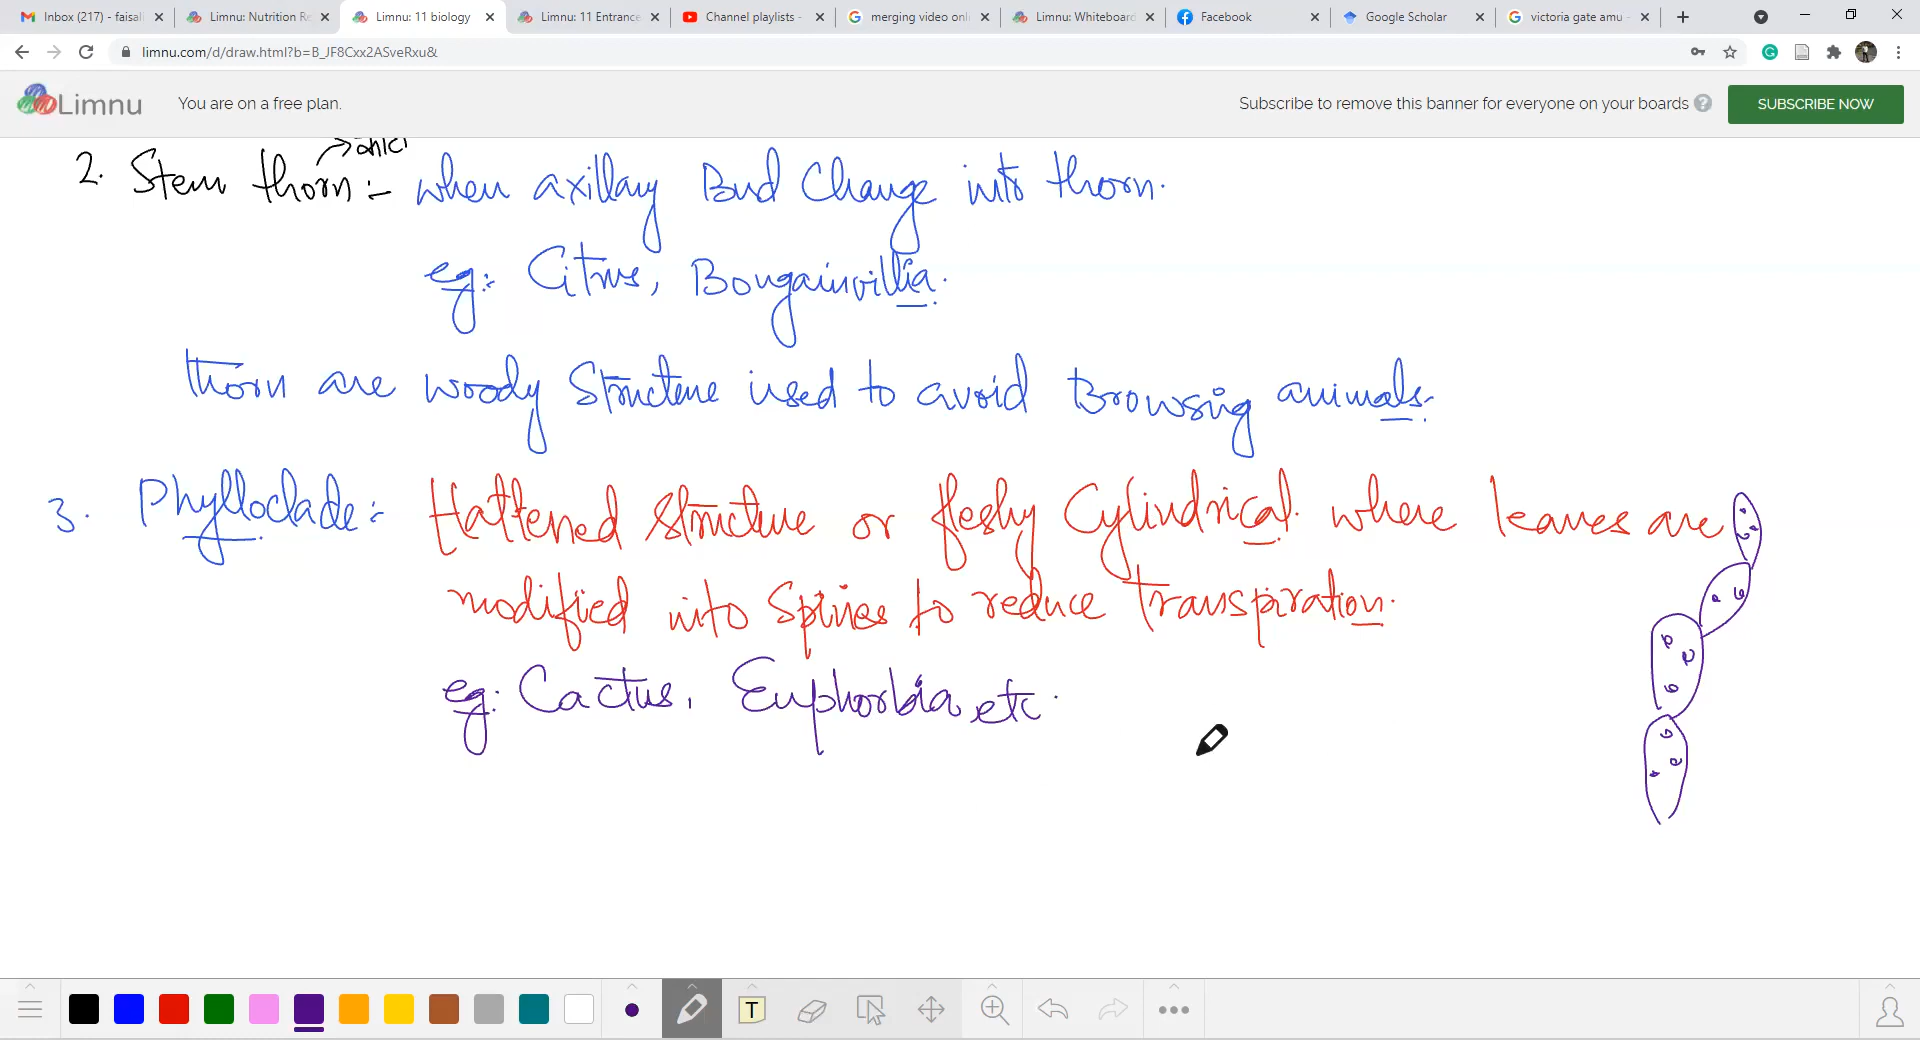 Inbox (217) - faisal
Limnu: Nutrition Re
Limnu: 11 biology
Limnu: 11 Entrance
Channel playlists -
merging video onl
Limnu: Whiteboard
Facebook
Google Scholar
victoria gate amu -
limnu.com/d/draw.html?b=B_JF8Cxx2ASveRxu&
Limnu
You are on a free plan.
Subscribe to remove this banner for everyone on your boards
SUBSCRIBE NOW
2. Stem thorn :- when axillary Bud Change into thorn.
eg: Citrus, Bougainvillia.
thorn are woody Structure used to avoid Browsing animals.
3. Phylloclade: flattened structure or fleshy Cylindrical. where leaves are
modified into Spines to reduce transpiration.
eg: Cactus, Euphorbia etc.
T